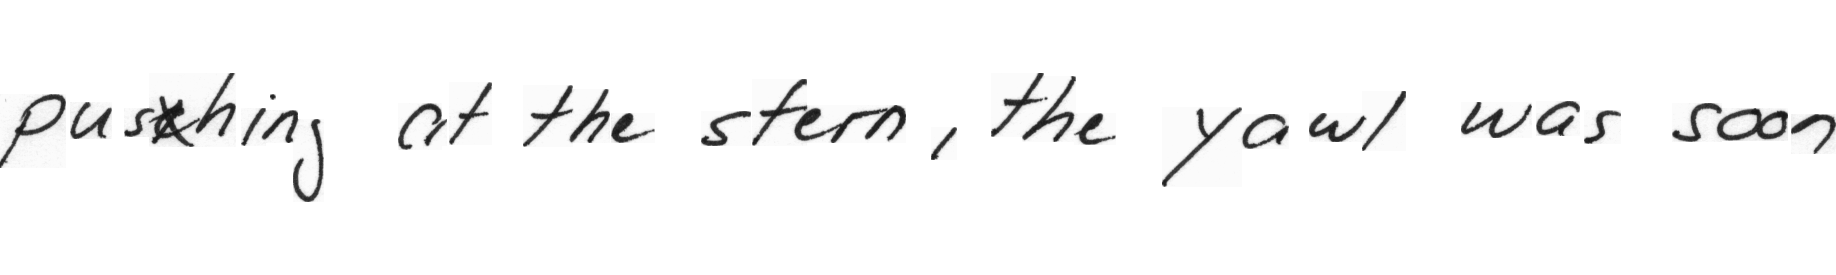 pushing at the stern, the yawl was soon